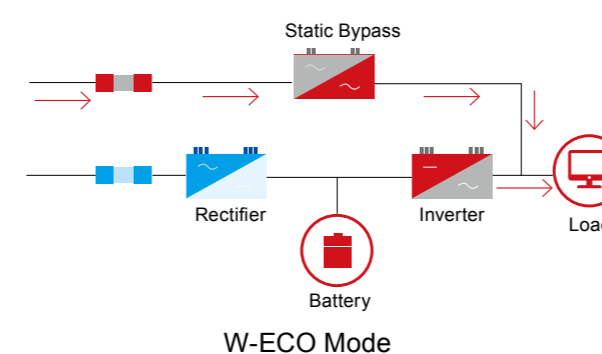 Static Bypass
Rectifier
Inverter
Battery
W-ECO Mode